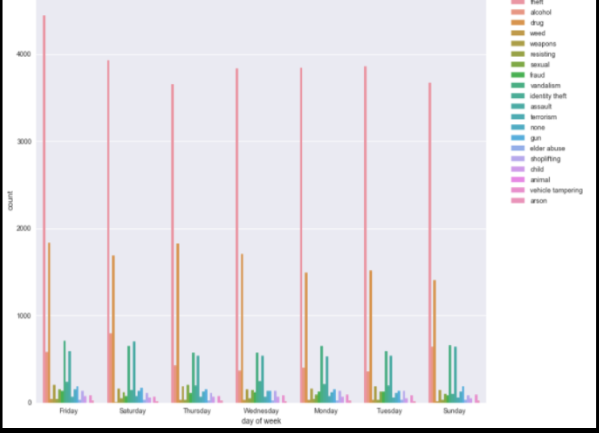 theft
alcohol
drug
weed
weapons
resisting
sexual
fraud
vandalism
identity theft
assault
terrorism
none
gun
elder abuse
shoplifting
child
animal
vehicle tampering
arson
4000
3000
2000
1000
0
count
Friday Saturday Thursday Wednesday Monday Tuesday Sunday
day of week